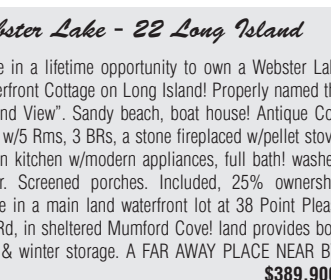 bster Lake - 22 Long Island
e in a lifetime opportunity to own a Webster Lak
erfront Cottage on Long Island! Properly named th
nd View". Sandy beach, boat house! Antique Co
w/5 Rms, 3 BRs, a stone fireplaced w/pellet stov
n kitchen w/modern appliances, full bath! washe
r. Screened porches. Included, 25% ownersh
e in a main land waterfront lot at 38 Point Pleas
Rd, in sheltered Mumford Cove! land provides bo
& winter storage. A FAR AWAY PLACE NEAR B
$389,900